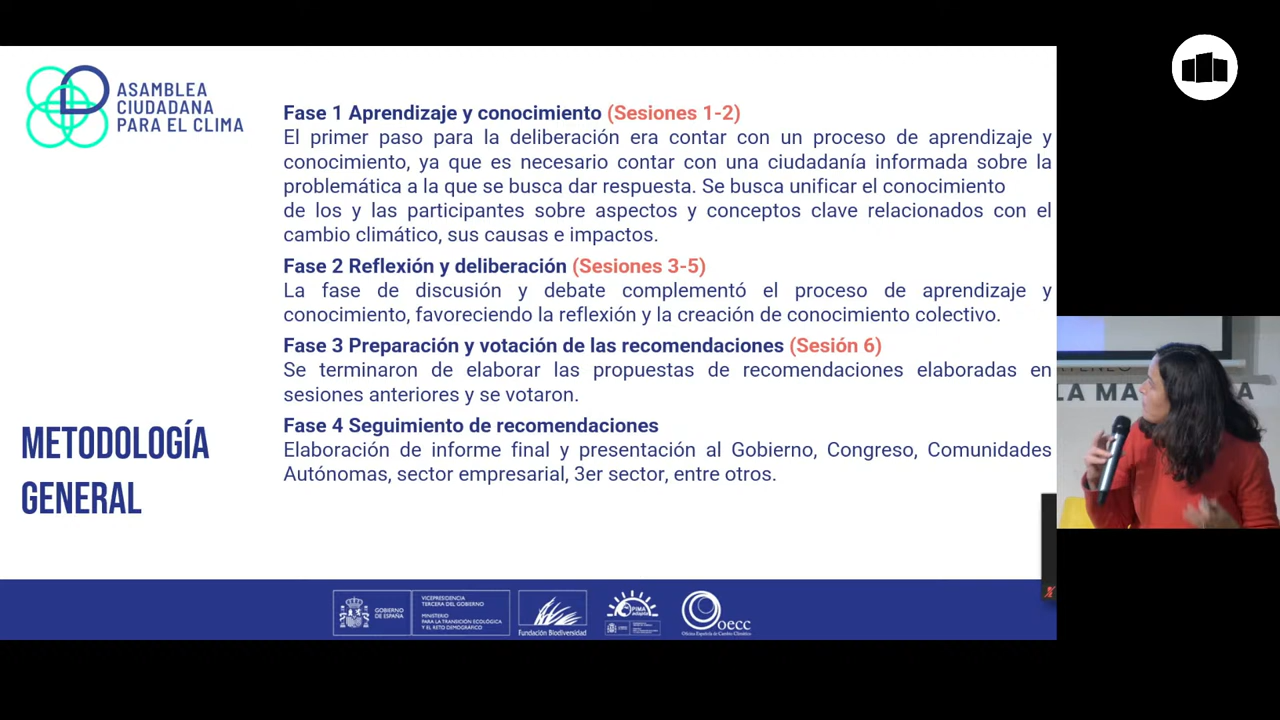 ASAMBLEA
CIUDADANA
PARA EL CLIMA
Fase 1 Aprendizaje y conocimiento (Sesiones 1-2)
El primer paso para la deliberación era contar con un proceso de aprendizaje y
conocimiento, ya que es necesario contar con una ciudadanía informada sobre la
problemática a la que se busca dar respuesta. Se busca unificar el conocimiento
de los y las participantes sobre aspectos y conceptos clave relacionados con el
cambio climático, sus causas e impactos.
Fase 2 Reflexión y deliberación (Sesiones 3-5)
La fase de discusión y debate complementó el proceso de aprendizaje y
conocimiento, favoreciendo la reflexión y la creación de conocimiento colectivo.
Fase 3 Preparación y votación de las recomendaciones (Sesión 6)
Se terminaron de elaborar las propuestas de recomendaciones elaboradas en
sesiones anteriores y se votaron.
Fase 4 Seguimiento de recomendaciones
Elaboración de informe final y presentación al Gobierno, Congreso, Comunidades
Autónomas, sector empresarial, 3er sector, entre otros.
METODOLOGÍA
GENERAL
LA MA
GOBIERNO
DE ESPAÑA
VICEPRESIDENCIA
TERCERA DEL GOBIERNO
MINISTERIO
PARA LA TRANSICIÓN ECOLÓGICA
Y EL RETO DEMOGRÁFICO
Fundación Biodiversidad
PIMA
adapta
oecc
Oficina Española de Cambio Climático